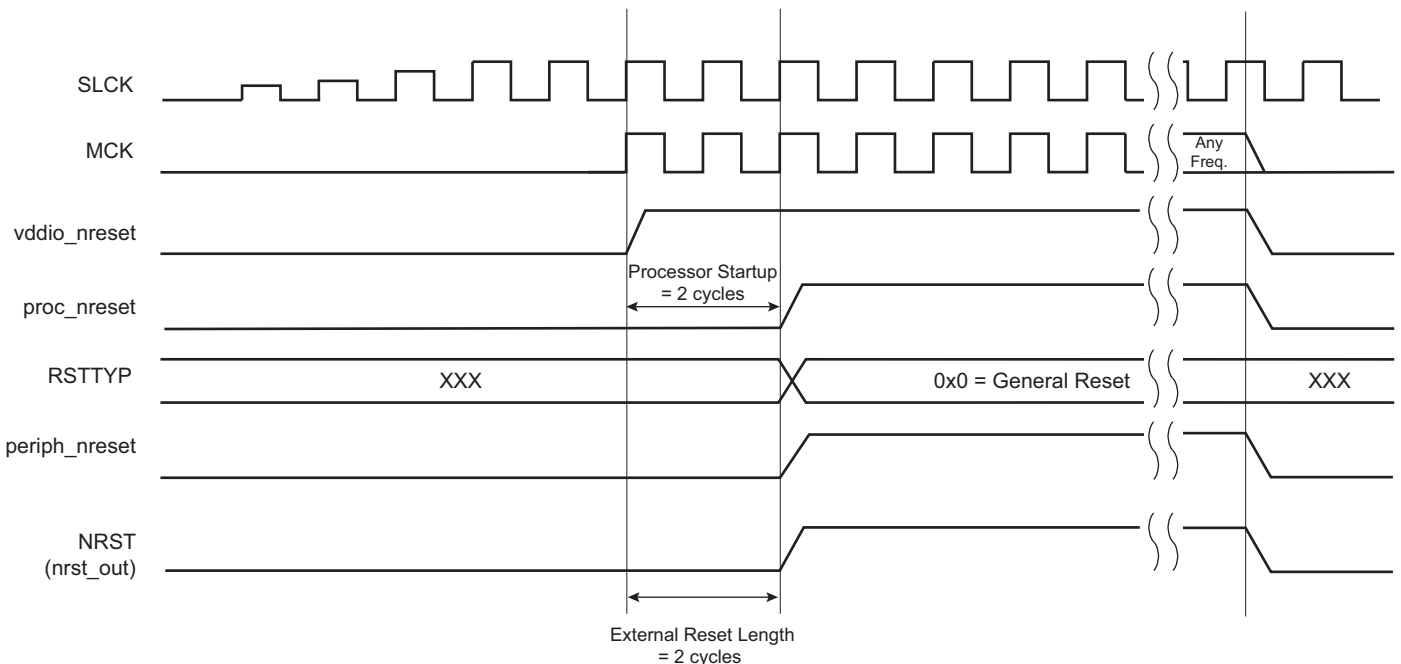 SLCK
MCK
Any
Freq.
vddio_nreset
Processor Startup
= 2 cycles
proc_nreset
RSTTYP
XXX
0x0 = General Reset
XXX
periph_nreset
NRST
(nrst_out)
External Reset Length
= 2 cycles